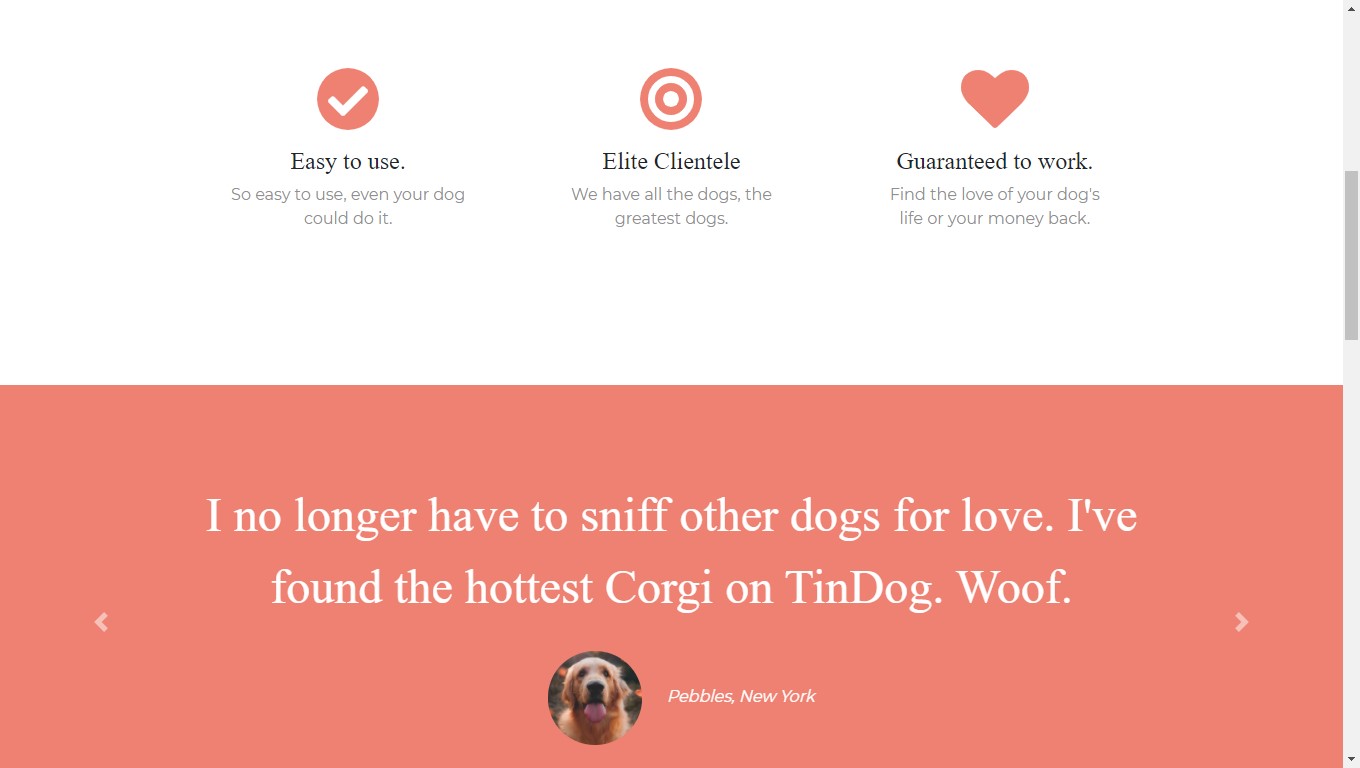 Easy to use.
So easy to use, even your dog
could do it.
Elite Clientele
We have all the dogs, the
greatest dogs.
Guaranteed to work.
Find the love of your dog's
life or your money back.
I no longer have to sniff other dogs for love. I've
found the hottest Corgi on TinDog. Woof.
Pebbles, New York